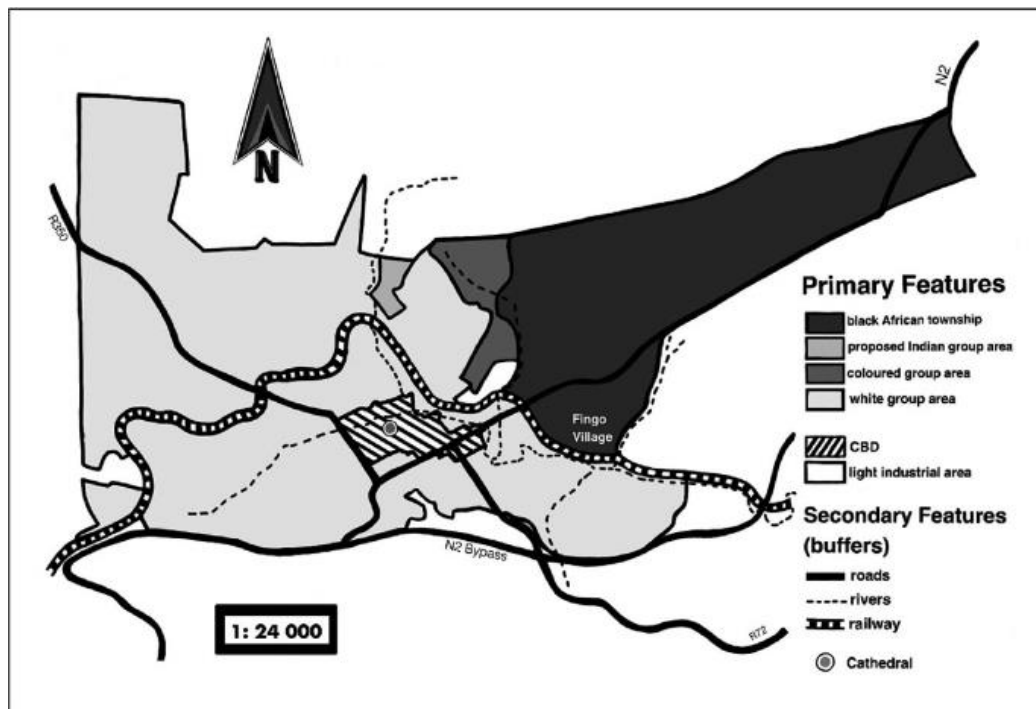 N2
N
R350
Primary Features
black African township
proposed Indian group area
coloured group area
white group area
Fingo
Village
CBD
light industrial area
Secondary Features
(buffers)
N2 Bypass
roads
rivers
1: 24 000
railway
R72
Cathedral